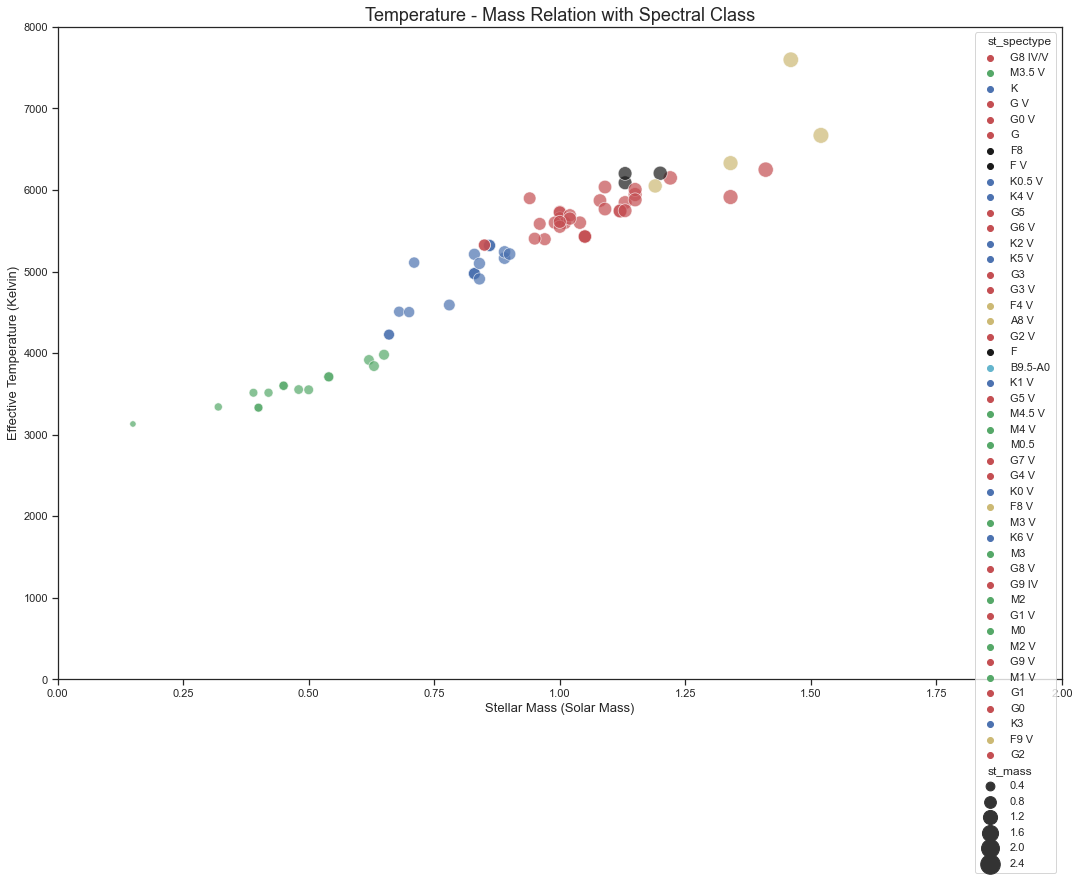 Temperature - Mass Relation with Spectral Class
8000
7000
6000
5000
4000
3000
2000
1000
0
Effective Temperature (Kelvin)
0.00
0.25
0.50
0.75
1.00
1.25
1.50
1.75
2.00
Stellar Mass (Solar Mass)
st_spectype
G8 IV/V
M3.5 V
K
G V
G0 V
G
F8
F V
K0.5 V
K4 V
G5
G6 V
K2 V
K5 V
G3
G3 V
F4 V
A8 V
G2 V
F
B9.5-A0
K1 V
G5 V
M4.5 V
M4 V
M0.5
G7 V
G4 V
K0 V
F8 V
M3 V
K6 V
M3
G8 V
G9 IV
M2
G1 V
M0
M2 V
G9 V
M1 V
G1
G0
K3
F9 V
G2
st_mass
0.4
0.8
1.2
1.6
2.0
2.4